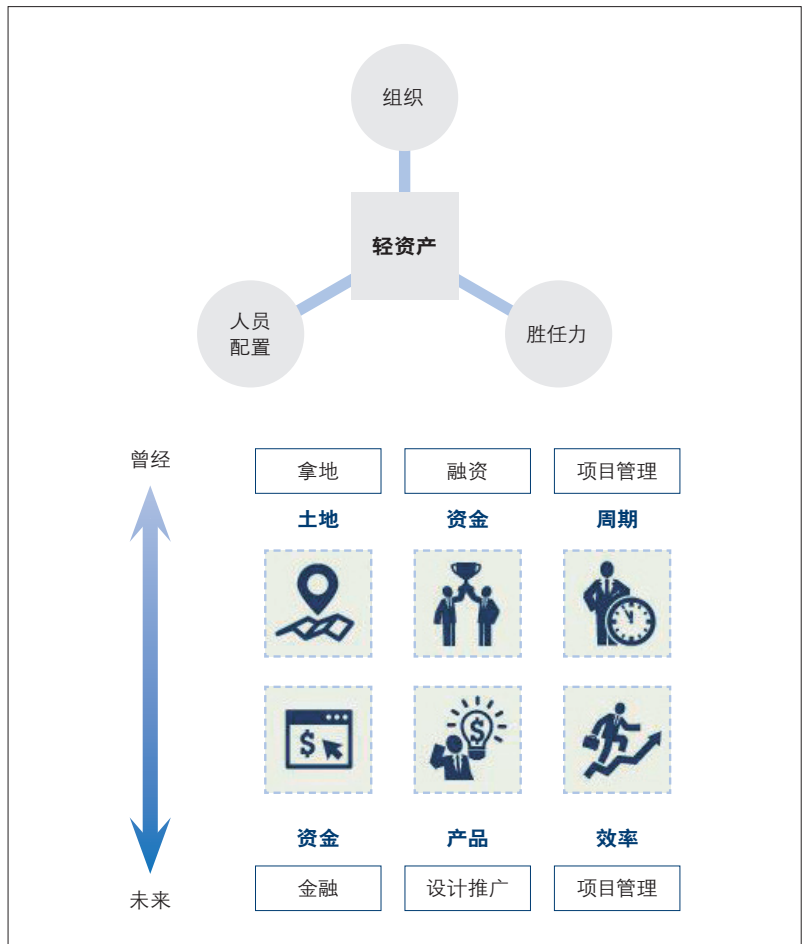 组织
轻资产
人员
配置
胜任力
曾经
拿地
融资
项目管理
土地
资金
周期
$
$
资金
产品
效率
未来
金融
设计推广
项目管理